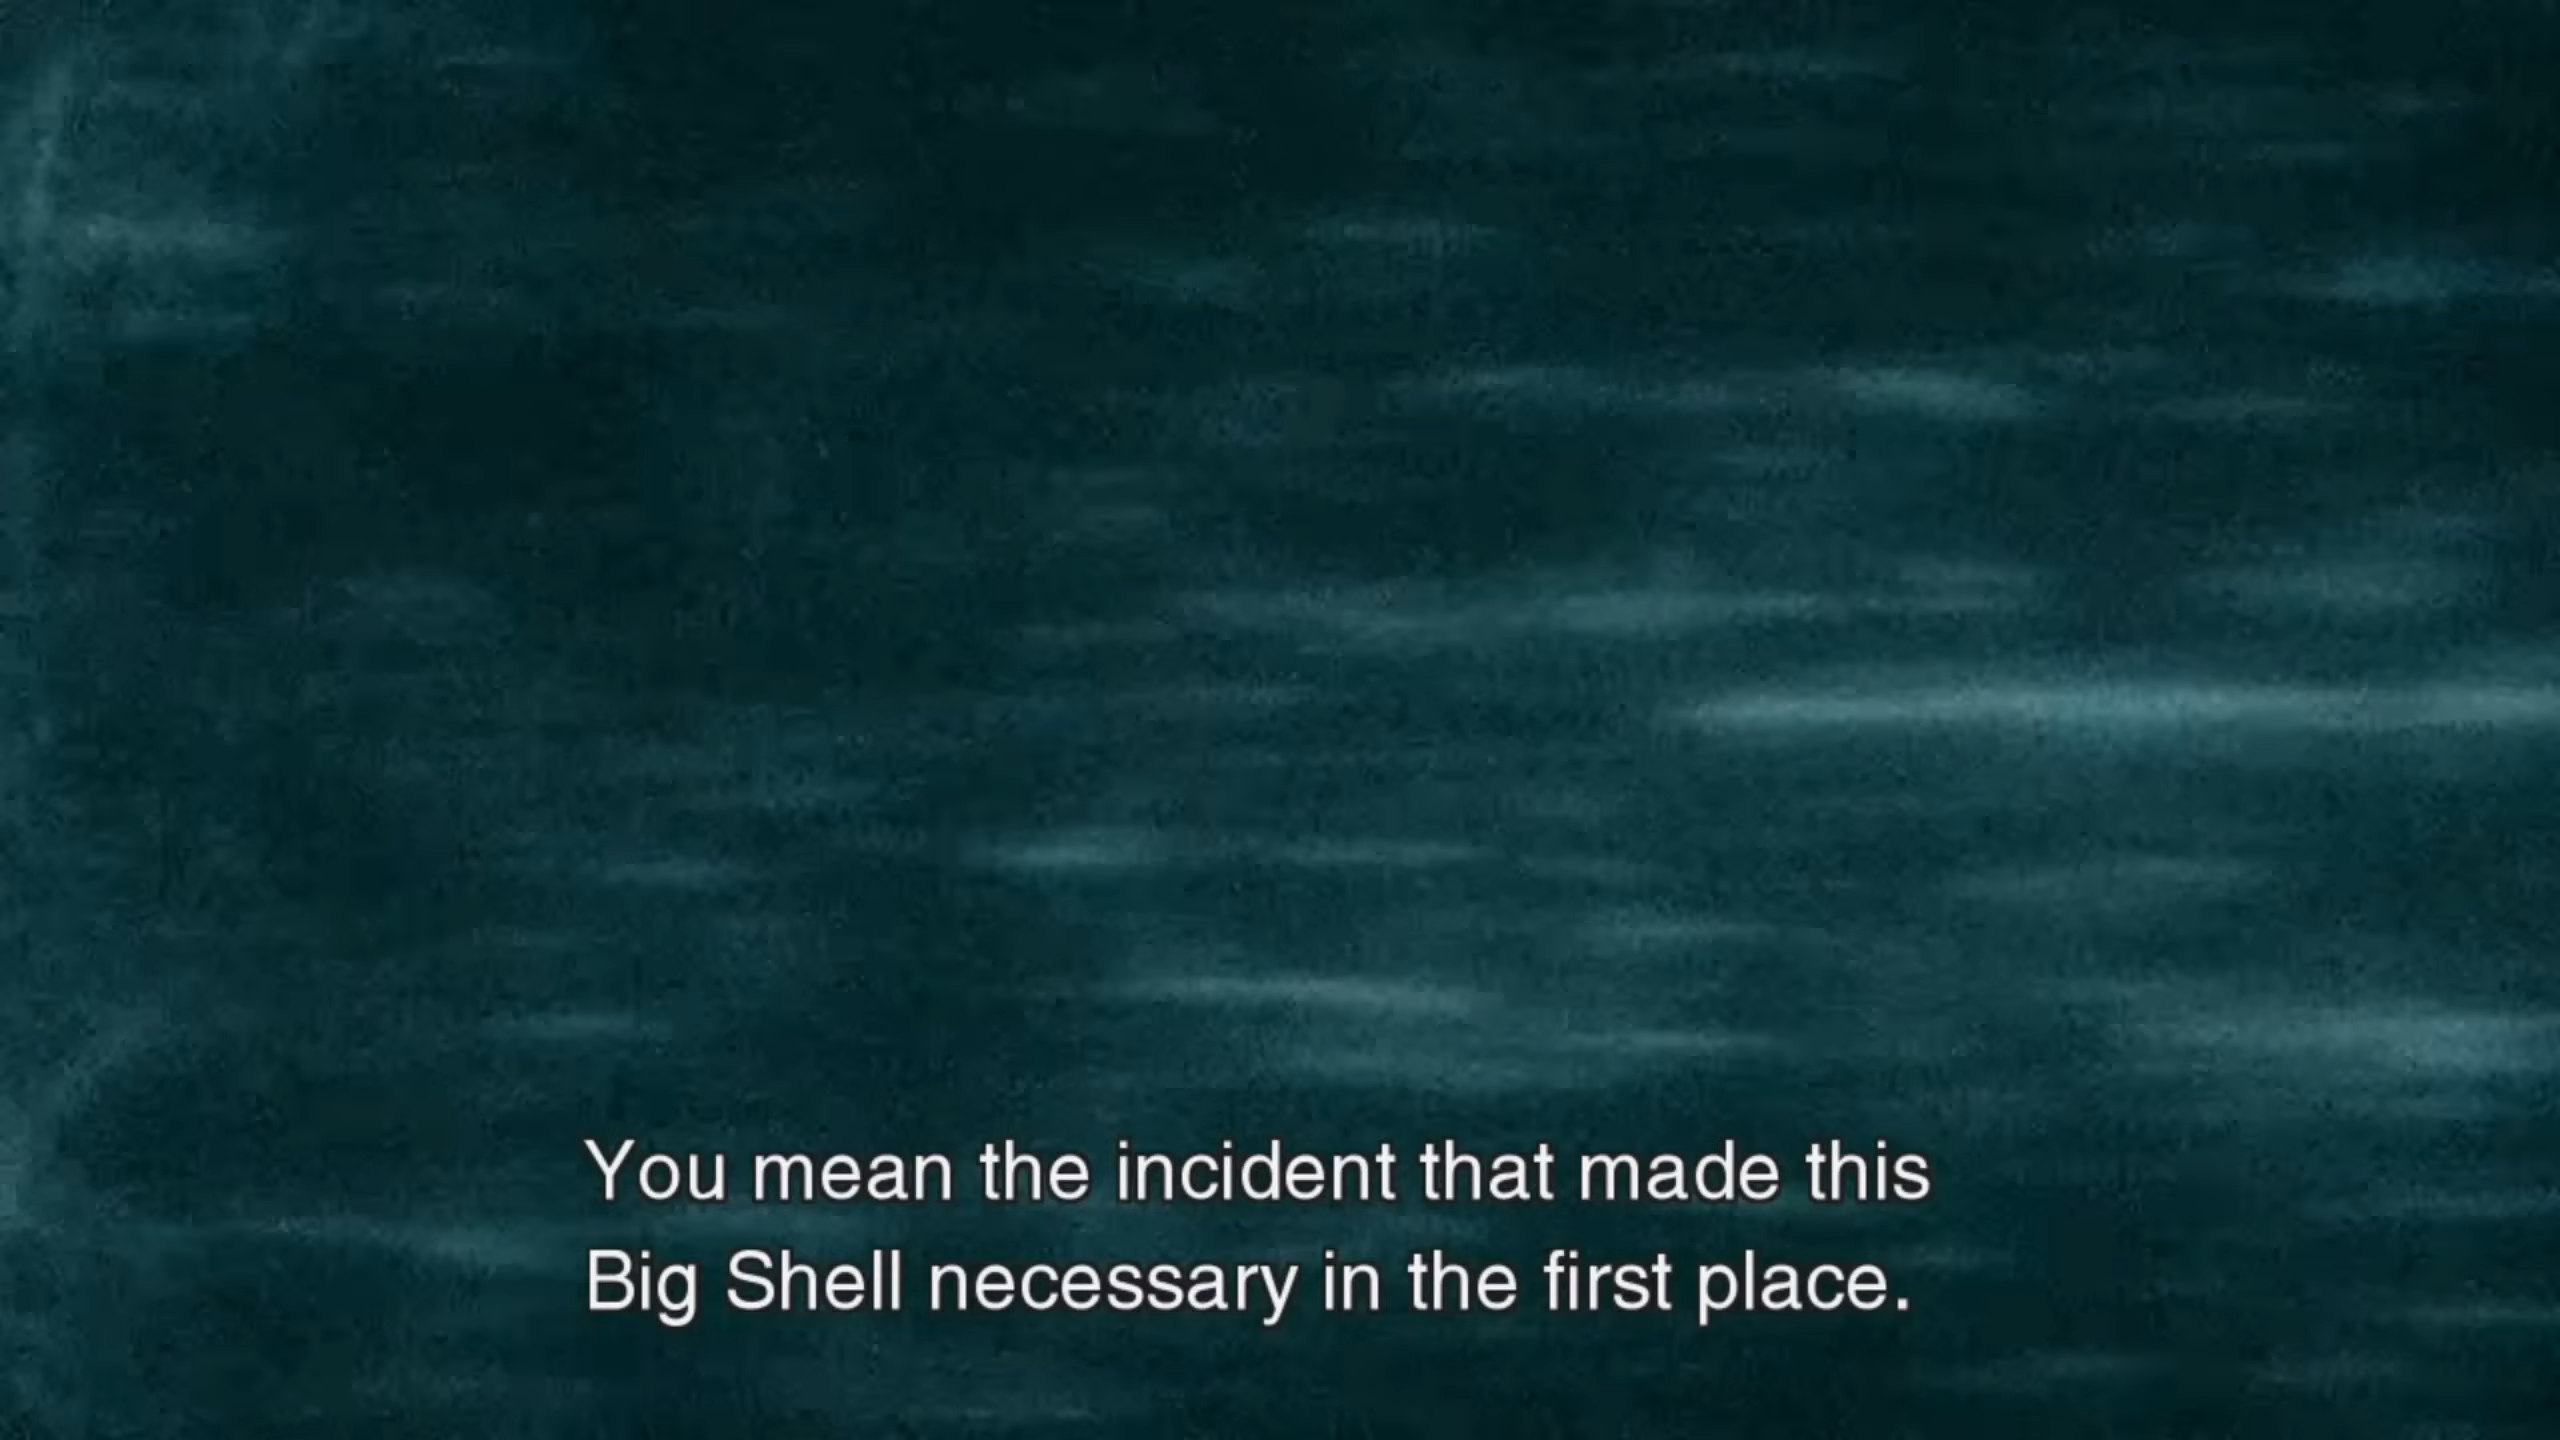 You mean the incident that made this
Big Shell necessary in the first place.